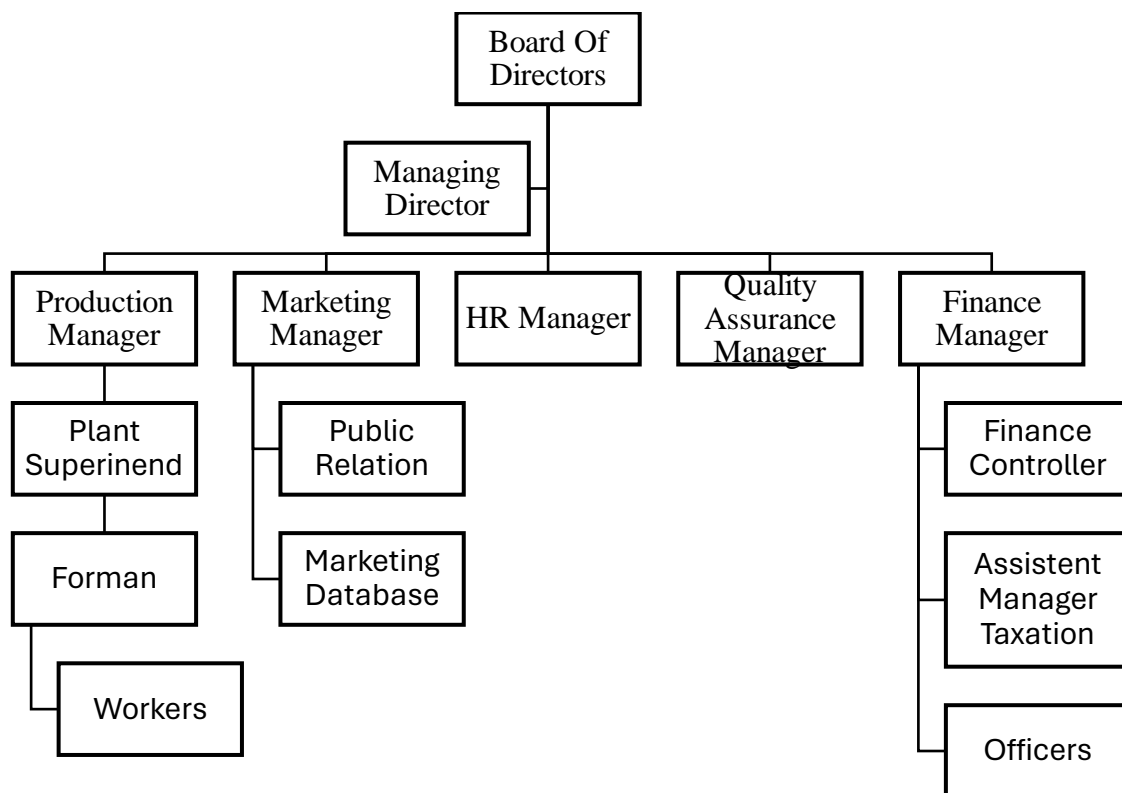 Board Of
Directors
Managing
Director
Production
Manager
Marketing
Manager
HR Manager
Quality
Assurance
Manager
Finance
Manager
Plant
Superinend
Public
Relation
Finance
Controller
Forman
Marketing
Database
Assistent
Manager
Taxation
Workers
Officers